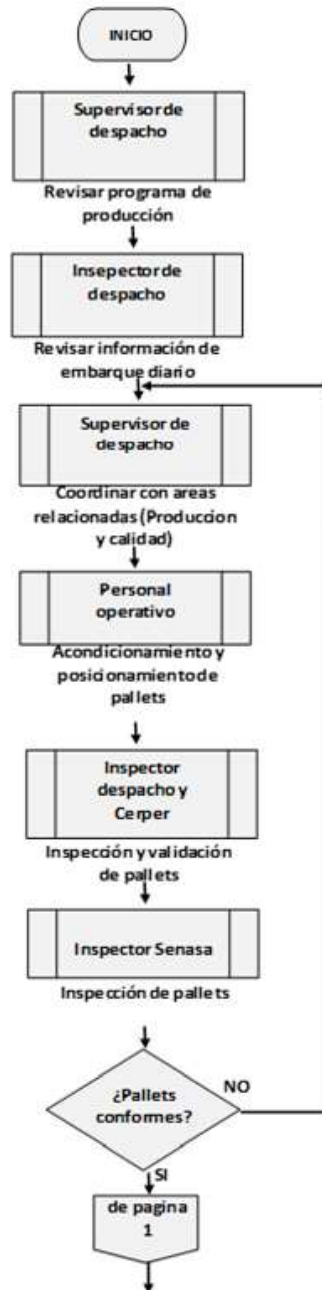 INICIO
Supervisor de
despacho
Revisar programa de
producción
Insepector de
despacho
Revisar información de
embarque diario
Supervisor de
despacho
Coordinar con areas
relacionadas (Produccion
y calidad)
Personal
operativo
Acondicionamiento y
posicionamiento de
pallets
Inspector
despacho y
Cerper
Inspección y validación
de pallets
Inspector Senasa
Inspección de pallets
¿Pallets
conformes?
NO
SI
de pagina
1